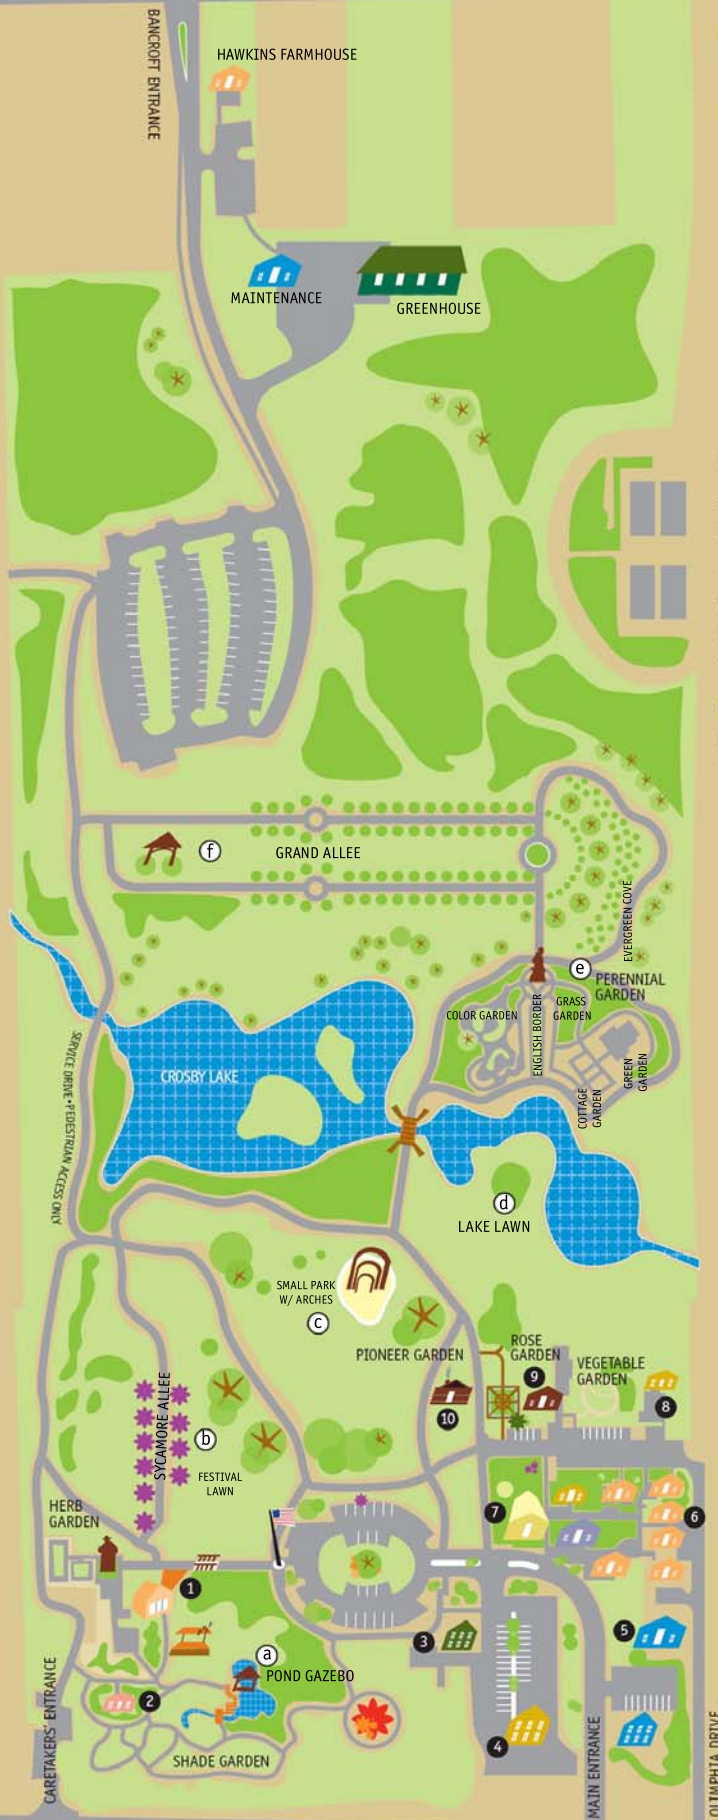 BANCROFT ENTRANCE
HAWKINS FARMHOUSE
MAINTENANCE
GREENHOUSE
f
GRAND ALLEE
EVERGREEN COVE
e
PERENNIAL
GARDEN
COLOR GARDEN
ENGLISH BORDER
GRASS
GARDEN
GREEN
GARDEN
COTTAGE
GARDEN
CROSBY LAKE
SERVICE DRIVE•PEDESTRIAN ACCESS ONLY
d
LAKE LAWN
SMALL PARK
W/ ARCHES
c
PIONEER GARDEN
ROSE
GARDEN
VEGETABLE
GARDEN
9
10
8
SYCAMORE ALLEE
b
FESTIVAL
LAWN
HERB
GARDEN
7
6
1
3
5
a
POND GAZEBO
2
4
SHADE GARDEN
CARETAKERS' ENTRANCE
MAIN ENTRANCE
OLIMPHIA DRIVE